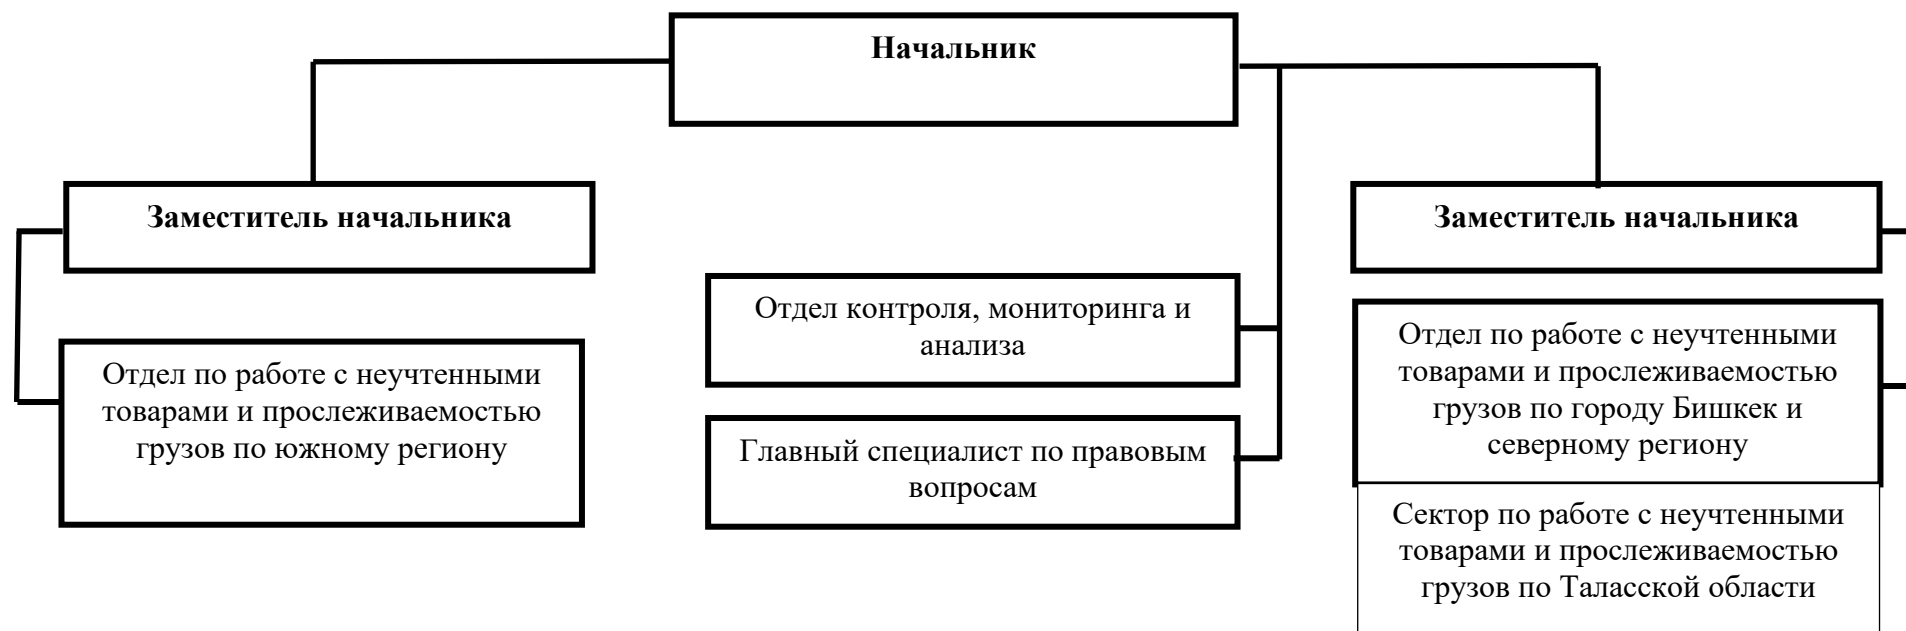 Начальник
Заместитель начальника
Заместитель начальника
Отдел контроля, мониторинга и
анализа
Отдел по работе с неучтенными
товарами и прослеживаемостью
грузов по южному региону
Главный специалист по правовым
вопросам
Отдел по работе с неучтенными
товарами и прослеживаемостью
грузов по городу Бишкек и
северному региону
Сектор по работе с неучтенными
товарами и прослеживаемостью
грузов по Таласской области